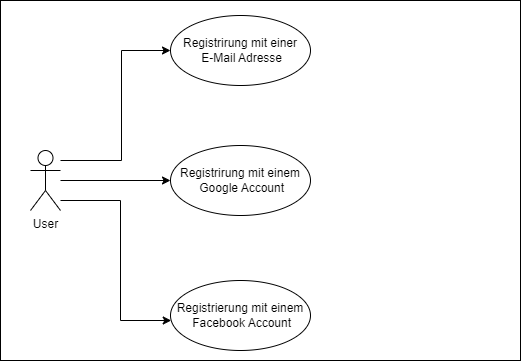 Registrirung mit einer
E-Mail Adresse
Registrirung mit einem
Google Account
User
Registrierung mit einem
Facebook Account